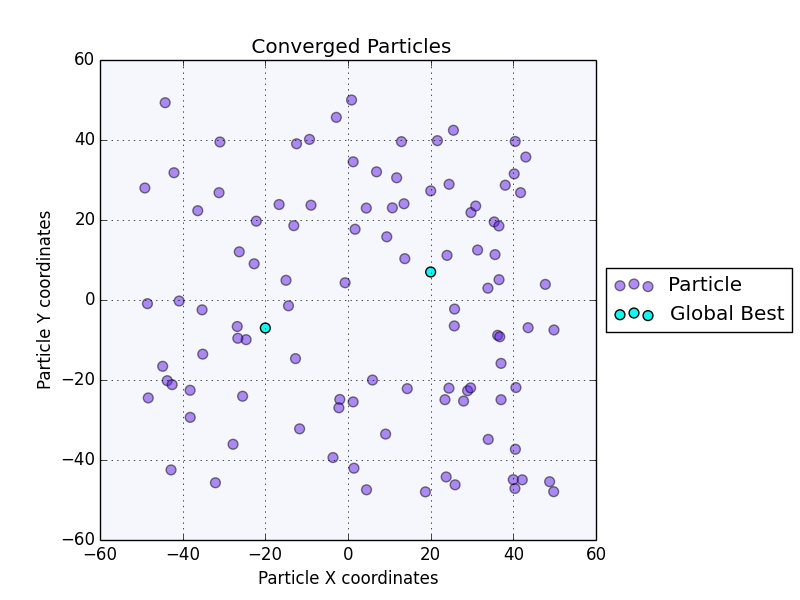 Converged Particles
60
40
20
0
−20
−40
−60
Particle Y coordinates
−60 −40 −20 0 20 40 60
Particle X coordinates
Particle
Global Best